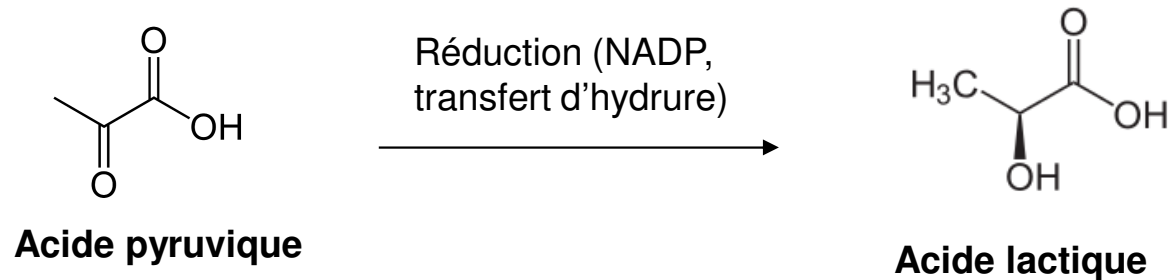 O
OH
O
Acide pyruvique
Réduction (NADP,
transfert d'hydrure)
O
H₃C
OH
OH
Acide lactique